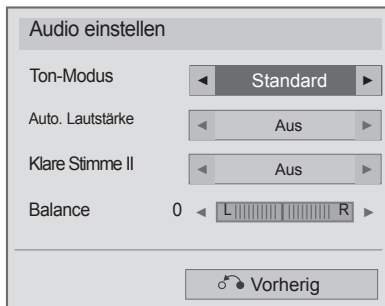 Audio einstellen
Ton-Modus ◄ Standard ►
Auto. Lautstärke ◄ Aus ►
Klare Stimme II ◄ Aus ►
Balance 0 ◄ L R ►
Vorherig